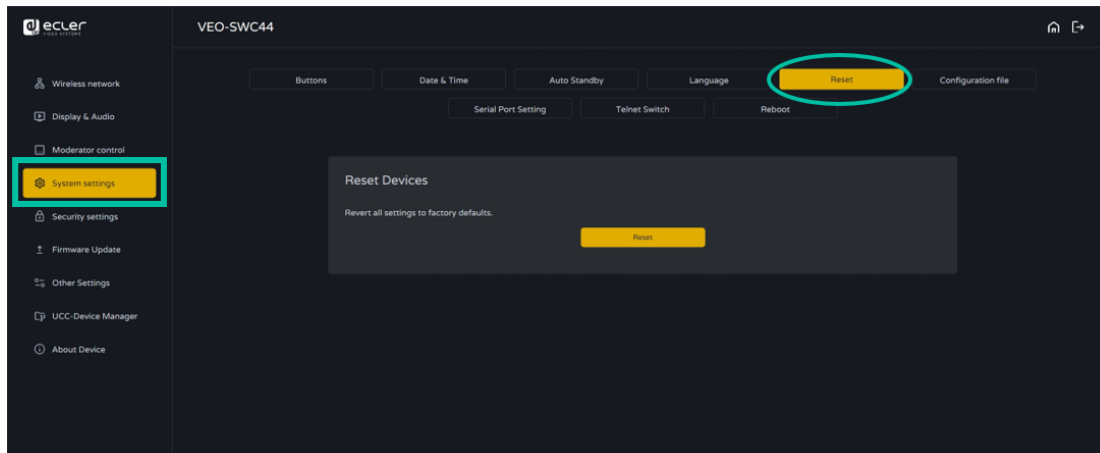 ecler
VIDEO SYSTEMS
VEO-SWC44
Wireless network
Display & Audio
Moderator control
System settings
Security settings
Firmware Update
Other Settings
UCC-Device Manager
About Device
Buttons Date & Time Auto Standby Language Reset Configuration file
Serial Port Setting Telnet Switch Reboot
Reset Devices
Revert all settings to factory defaults.
Reset